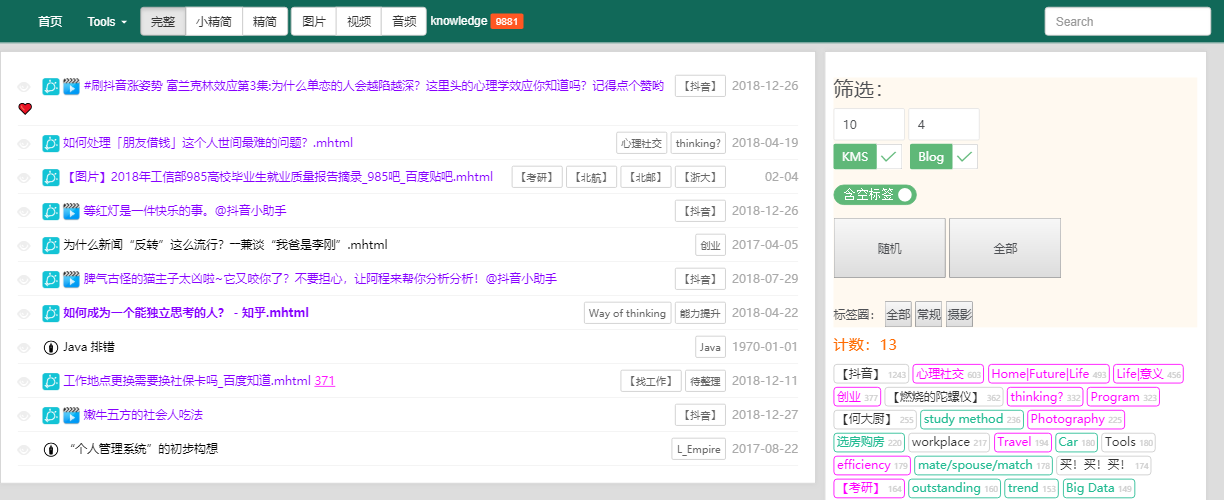 首页 Tools 完整 小精简 精简 图片 视频 音频 knowledge 9881 Search
#刷抖音涨姿势 富兰克林效应第3集:为什么单恋的人会越陷越深？这里头的心理学效应你知道吗？记得点个赞哟 【抖音】 2018-12-26
如何处理「朋友借钱」这个人世间最难的问题？.mhtml 心理社交 thinking? 2018-04-19
【图片】2018年工信部985高校毕业生就业质量报告摘录_985吧_百度贴吧.mhtml 【考研】 【北航】 【北邮】 【浙大】 02-04
等红灯是一件快乐的事。@抖音小助手 【抖音】 2018-12-26
为什么新闻“反转”这么流行？一兼谈“我爸是李刚”.mhtml 创业 2017-04-05
脾气古怪的猫主子太凶啦~它又咬你了？不要担心，让阿程来帮你分析分析！@抖音小助手 【抖音】 2018-07-29
如何成为一个能独立思考的人？ - 知乎.mhtml Way of thinking 能力提升 2018-04-22
Java 排错 Java 1970-01-01
工作地点更换需要换社保卡吗_百度知道.mhtml 371 【找工作】 待整理 2018-12-11
嫩牛五方的社会人吃法 【抖音】 2018-12-27
“个人管理系统”的初步构想 L_Empire 2017-08-22
筛选：
10 4
KMS Blog
含空标签
随机 全部
标签圈： 全部 常规 摄影
计数：13
【抖音】 1243 心理社交 603 Home|Future|Life 493 Life|意义 456
创业 377 【燃烧的陀螺仪】 362 thinking? 332 Program 323
【何大厨】 255 study method 236 Photography 225
选房购房 220 workplace 217 Travel 194 Car 180 Tools 180
efficiency 179 mate/spouse/match 178 买！买！买！ 174
【考研】 164 outstanding 160 trend 153 Big Data 149